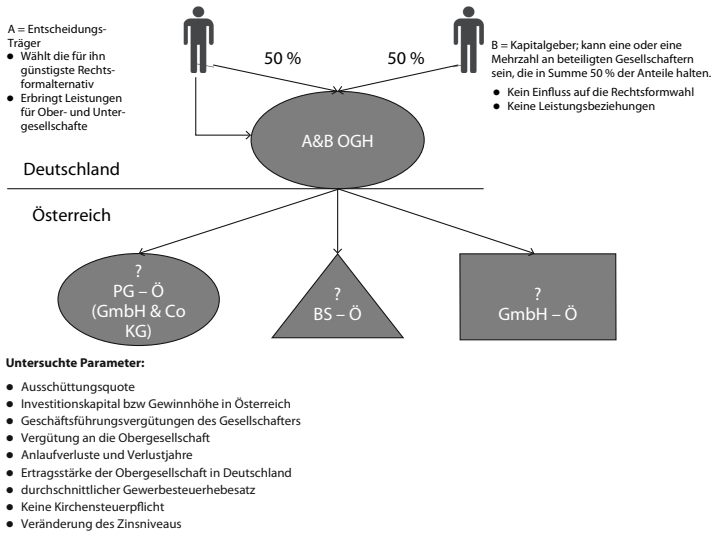 A = Entscheidungs-
Träger
● Wählt die für ihn
günstigste Rechts-
formalternativ
● Erbringt Leistungen
für Ober- und Unter-
gesellschafte
50 %
50 %
B = Kapitalgeber; kann eine oder eine
Mehrzahl an beteiligten Gesellschaftern
sein, die in Summe 50 % der Anteile halten.
● Kein Einfluss auf die Rechtsformwahl
● Keine Leistungsbeziehungen
A&B OGH
Deutschland
Österreich
?
PG – Ö
(GmbH & Co
KG)
?
BS – Ö
?
GmbH – Ö
Untersuchte Parameter:
● Ausschüttungsquote
● Investitionskapital bzw Gewinnhöhe in Österreich
● Geschäftsführungsvergütungen des Gesellschafters
● Vergütung an die Obergesellschaft
● Anlaufverluste und Verlustjahre
● Ertragsstärke der Obergesellschaft in Deutschland
● durchschnittlicher Gewerbesteuerhebesatz
● Keine Kirchensteuerpflicht
● Veränderung des Zinsniveaus